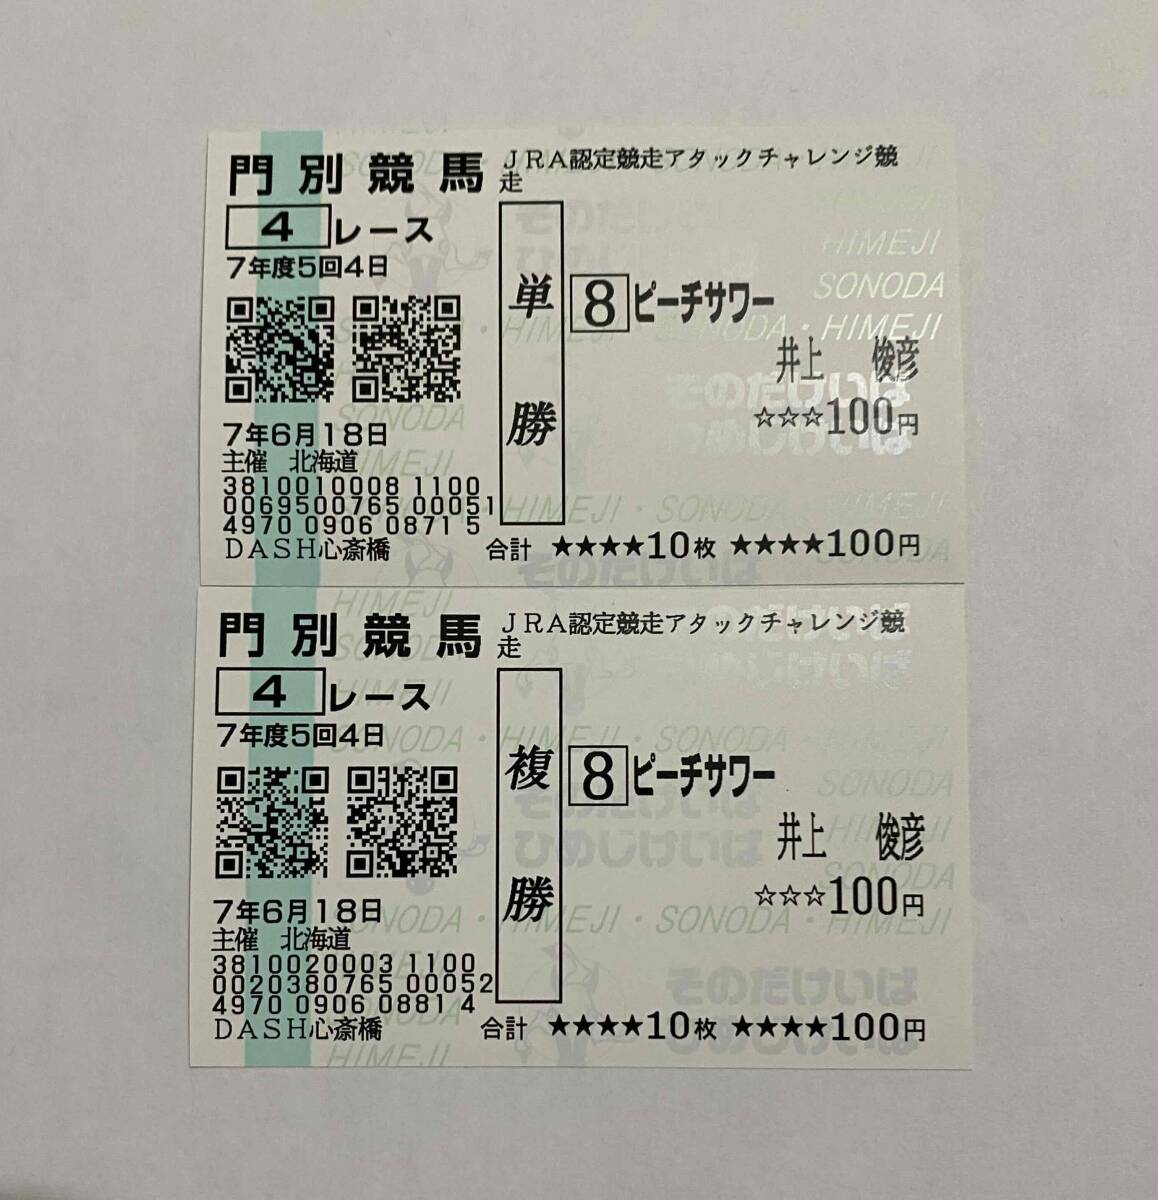 門別競馬
JRA認定競走アタックチャレンジ競
走
4レース
7年度5回4日
単勝
8ピーチサワー
井上 俊彦
☆☆☆100円
7年6月18日
主催 北海道
3810010008 1100
0069500765 00051
4970 0906 0871 5
DASH心斎橋
合計 ★★★★10枚 ★★★★100円
門別競馬
JRA認定競走アタックチャレンジ競
走
4レース
7年度5回4日
複勝
8ピーチサワー
井上 俊彦
☆☆☆100円
7年6月18日
主催 北海道
3810020003 1100
0020380765 00052
4970 0906 0881 4
DASH心斎橋
合計 ★★★★10枚 ★★★★100円
HIMEJI
SONODA
SONODA・HIMEJI
そのだけいば
ひめじけいば